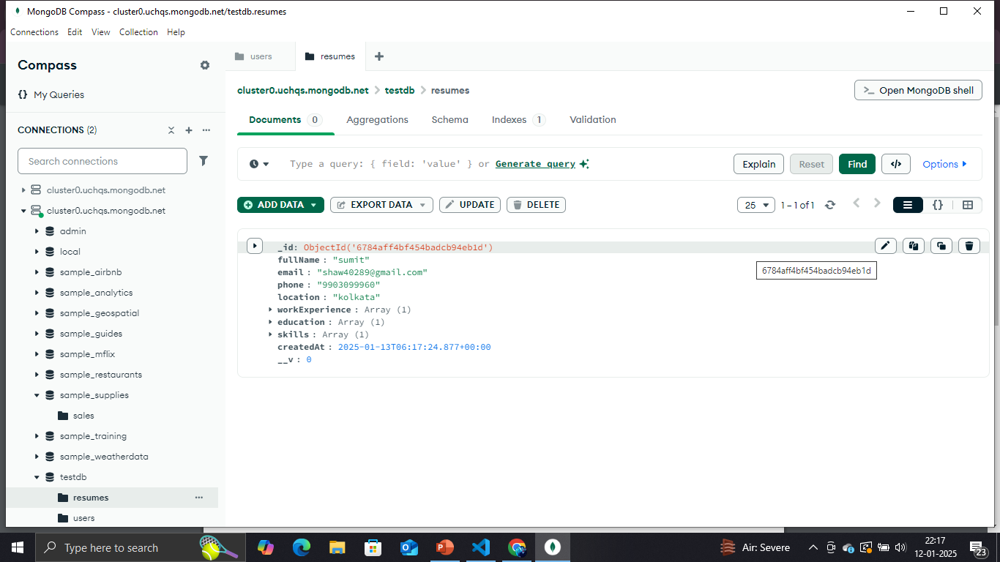 MongoDB Compass - cluster0.uchqs.mongodb.net/testdb.resumes
Connections Edit View Collection Help
Compass
{} My Queries
CONNECTIONS (2)
Search connections
cluster0.uchqs.mongodb.net
cluster0.uchqs.mongodb.net
admin
local
sample_airbnb
sample_analytics
sample_geospatial
sample_guides
sample_mflix
sample_restaurants
sample_supplies
sales
sample_training
sample_weatherdata
testdb
resumes
users
users resumes
cluster0.uchqs.mongodb.net > testdb > resumes
>_ Open MongoDB shell
Documents 0 Aggregations Schema Indexes 1 Validation
Type a query: { field: 'value' } or Generate query
Explain Reset Find </> Options
ADD DATA EXPORT DATA UPDATE DELETE
25 1 – 1 of 1 {}
_id: ObjectId('6784aff4bf454badcb94eb1d')
fullName : "sumit"
email : "shaw40289@gmail.com"
phone : "9903099960"
location : "kolkata"
workExperience : Array (1)
education : Array (1)
skills : Array (1)
createdAt : 2025-01-13T06:17:24.877+00:00
__v : 0
6784aff4bf454badcb94eb1d
Type here to search
Air: Severe
22:17
12-01-2025
23